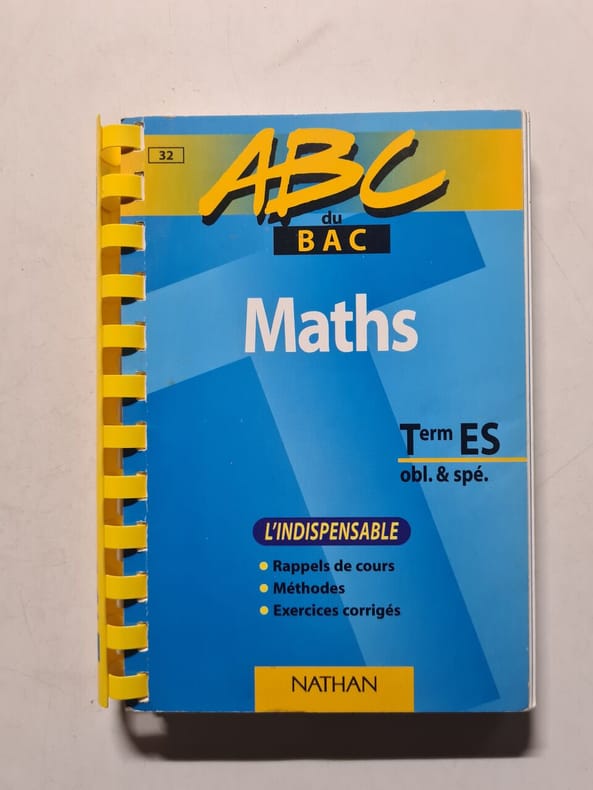 32
ABC
du
BAC
Maths
Term ES
obl. & spé.
L'INDISPENSABLE
Rappels de cours
Méthodes
Exercices corrigés
NATHAN